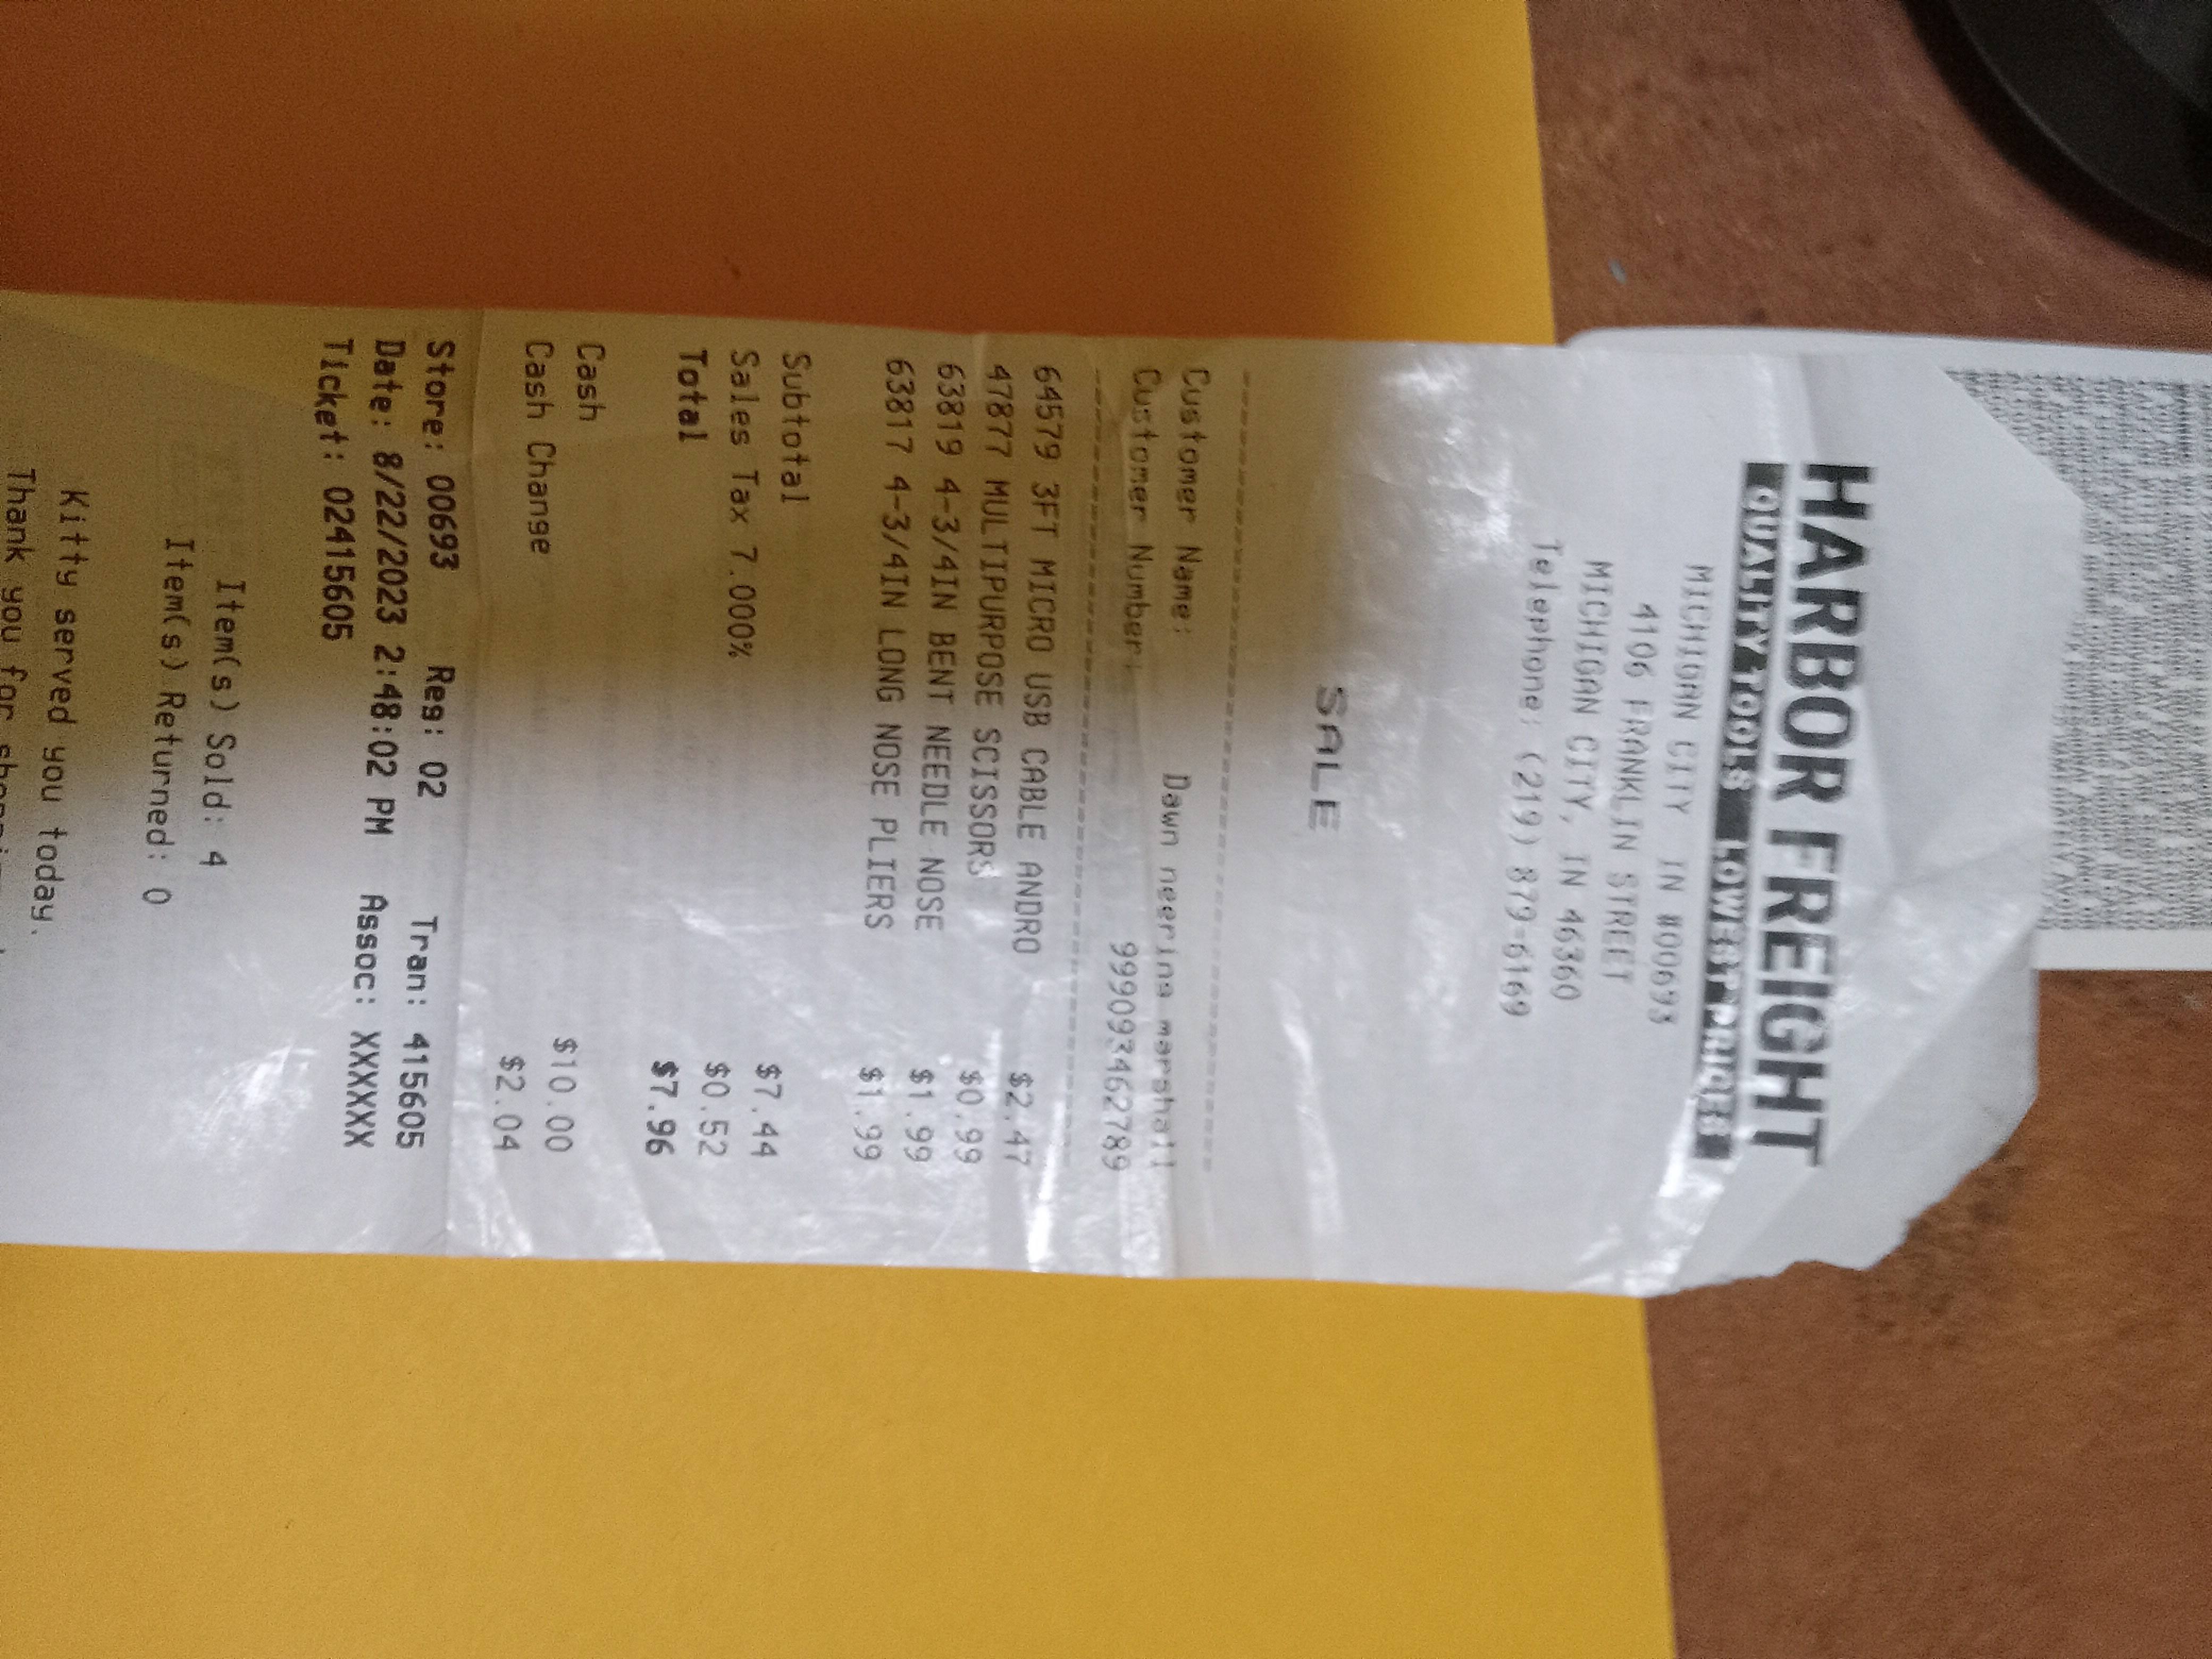 HARBOR FREIGHT
QUALITY TOOLS LOWEST PRICES
MICHIGAN CITY IN #00693
4106 FRANKLIN STREET
MICHIGAN CITY, IN 46360
Telephone: (219) 879-6169
SALE
Customer Name: Dawn neerina marshall
Customer Number: 999093462789
64579 3FT MICRO USB CABLE ANDRO $2.47
47877 MULTIPURPOSE SCISSORS $0.99
63819 4-3/4IN BENT NEEDLE NOSE $1.99
63817 4-3/4IN LONG NOSE PLIERS $1.99
Subtotal $7.44
Sales Tax 7.000% $0.52
Total $7.96
Cash $10.00
Cash Change $2.04
Store: 00693 Reg: 02 Tran: 415605
Date: 8/22/2023 2:48:02 PM Assoc: XXXXXX
Ticket: 02415605
Item(s) Sold: 4
Item(s) Returned: 0
Kitty served you today.
Thank you for